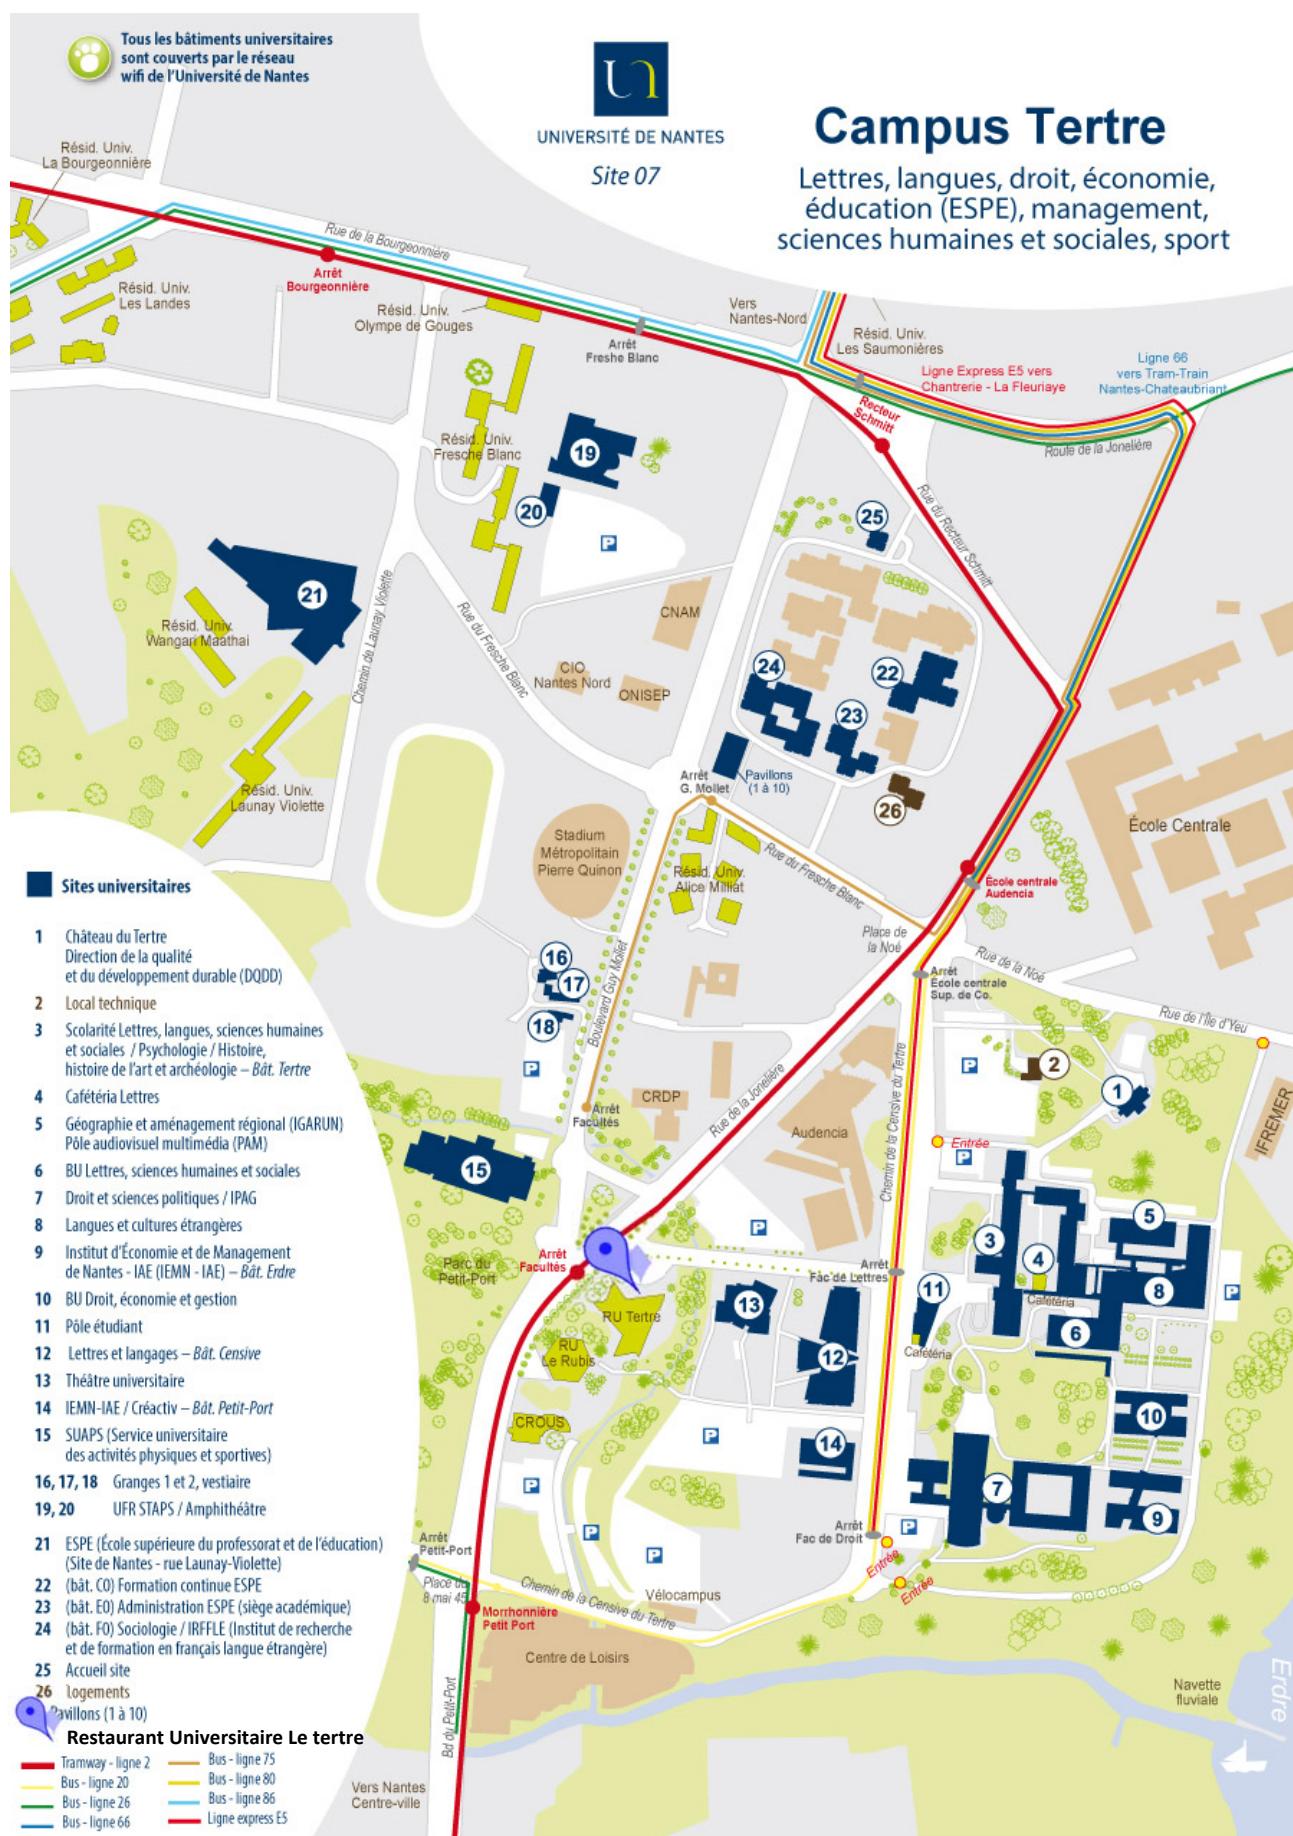 Tous les bâtiments universitaires
sont couverts par le réseau
wifi de l'Université de Nantes
UNIVERSITÉ DE NANTES
Site 07
Campus Tertre
Lettres, langues, droit, économie,
éducation (ESPE), management,
sciences humaines et sociales, sport
Résid. Univ.
La Bourgeonnière
Rue de la Bourgeonnière
Arrêt
Bourgeonnière
Résid. Univ.
Les Landes
Résid. Univ.
Olympe de Gouges
Arrêt
Freshe Blanc
Vers
Nantes-Nord
Résid. Univ.
Les Saumonières
Ligne Express E5 vers
Chantrerie - La Fleuriaye
Ligne 66
vers Tram-Train
Nantes-Chateaubriant
Recteur
Schmitt
Route de la Jonelière
Résid. Univ.
Fresche Blanc
19
20
P
25
Rue du Recteur Schmitt
21
Résid. Univ.
Wangari Maathai
Chemin de Launay Violette
Rue du Fresche Blanc
CNAM
CIO
Nantes Nord
ONISEP
24
22
23
Résid. Univ.
Launay Violette
Arrêt
G. Mollet
Pavillons
(1 à 10)
26
École Centrale
Stadium
Métropolitain
Pierre Quinon
Résid. Univ.
Alice Milliat
Rue du Fresche Blanc
École centrale
Audencia
Place de
la Noé
Rue de la Noé
Arrêt
École centrale
Sup. de Co.
Rue de l'Île d'Yeu
16
17
18
Boulevard Guy Mollet
P
Arrêt
Facultés
CRDP
Rue de la Jonelière
Audencia
Chemin de la Censive du Tertre
P
2
1
IFREMER
Entrée
P
15
Parc du
Petit-Port
Arrêt
Facultés
P
Arrêt
Fac de Lettres
3
4
5
8
P
Cafétéria
6
11
Cafétéria
RU Tertre
RU
Le Rubis
13
12
CROUS
P
14
10
7
9
P
P
P
Arrêt
Fac de Droit
P
Entrée
Entrée
Arrêt
Petit-Port
Place du
8 mai 45
Morrhonnière
Petit Port
Chemin de la Censive du Tertre
Vélocampus
Centre de Loisirs
Bd du Petit-Port
Vers Nantes
Centre-ville
Navette
fluviale
Erdre
Sites universitaires
1 Château du Tertre
Direction de la qualité
et du développement durable (DQDD)
2 Local technique
3 Scolarité Lettres, langues, sciences humaines
et sociales / Psychologie / Histoire,
histoire de l'art et archéologie – Bât. Tertre
4 Cafétéria Lettres
5 Géographie et aménagement régional (IGARUN)
Pôle audiovisuel multimédia (PAM)
6 BU Lettres, sciences humaines et sociales
7 Droit et sciences politiques / IPAG
8 Langues et cultures étrangères
9 Institut d'Économie et de Management
de Nantes - IAE (IEMN - IAE) – Bât. Erdre
10 BU Droit, économie et gestion
11 Pôle étudiant
12 Lettres et langages – Bât. Censive
13 Théâtre universitaire
14 IEMN-IAE / Créactiv – Bât. Petit-Port
15 SUAPS (Service universitaire
des activités physiques et sportives)
16, 17, 18 Granges 1 et 2, vestiaire
19, 20 UFR STAPS / Amphithéâtre
21 ESPE (École supérieure du professorat et de l'éducation)
(Site de Nantes - rue Launay-Violette)
22 (bât. C0) Formation continue ESPE
23 (bât. E0) Administration ESPE (siège académique)
24 (bât. F0) Sociologie / IRFFLE (Institut de recherche
et de formation en français langue étrangère)
25 Accueil site
26 Logements
Pavillons (1 à 10)
Restaurant Universitaire Le tertre
Tramway - ligne 2
Bus - ligne 20
Bus - ligne 26
Bus - ligne 66
Bus - ligne 75
Bus - ligne 80
Bus - ligne 86
Ligne express E5